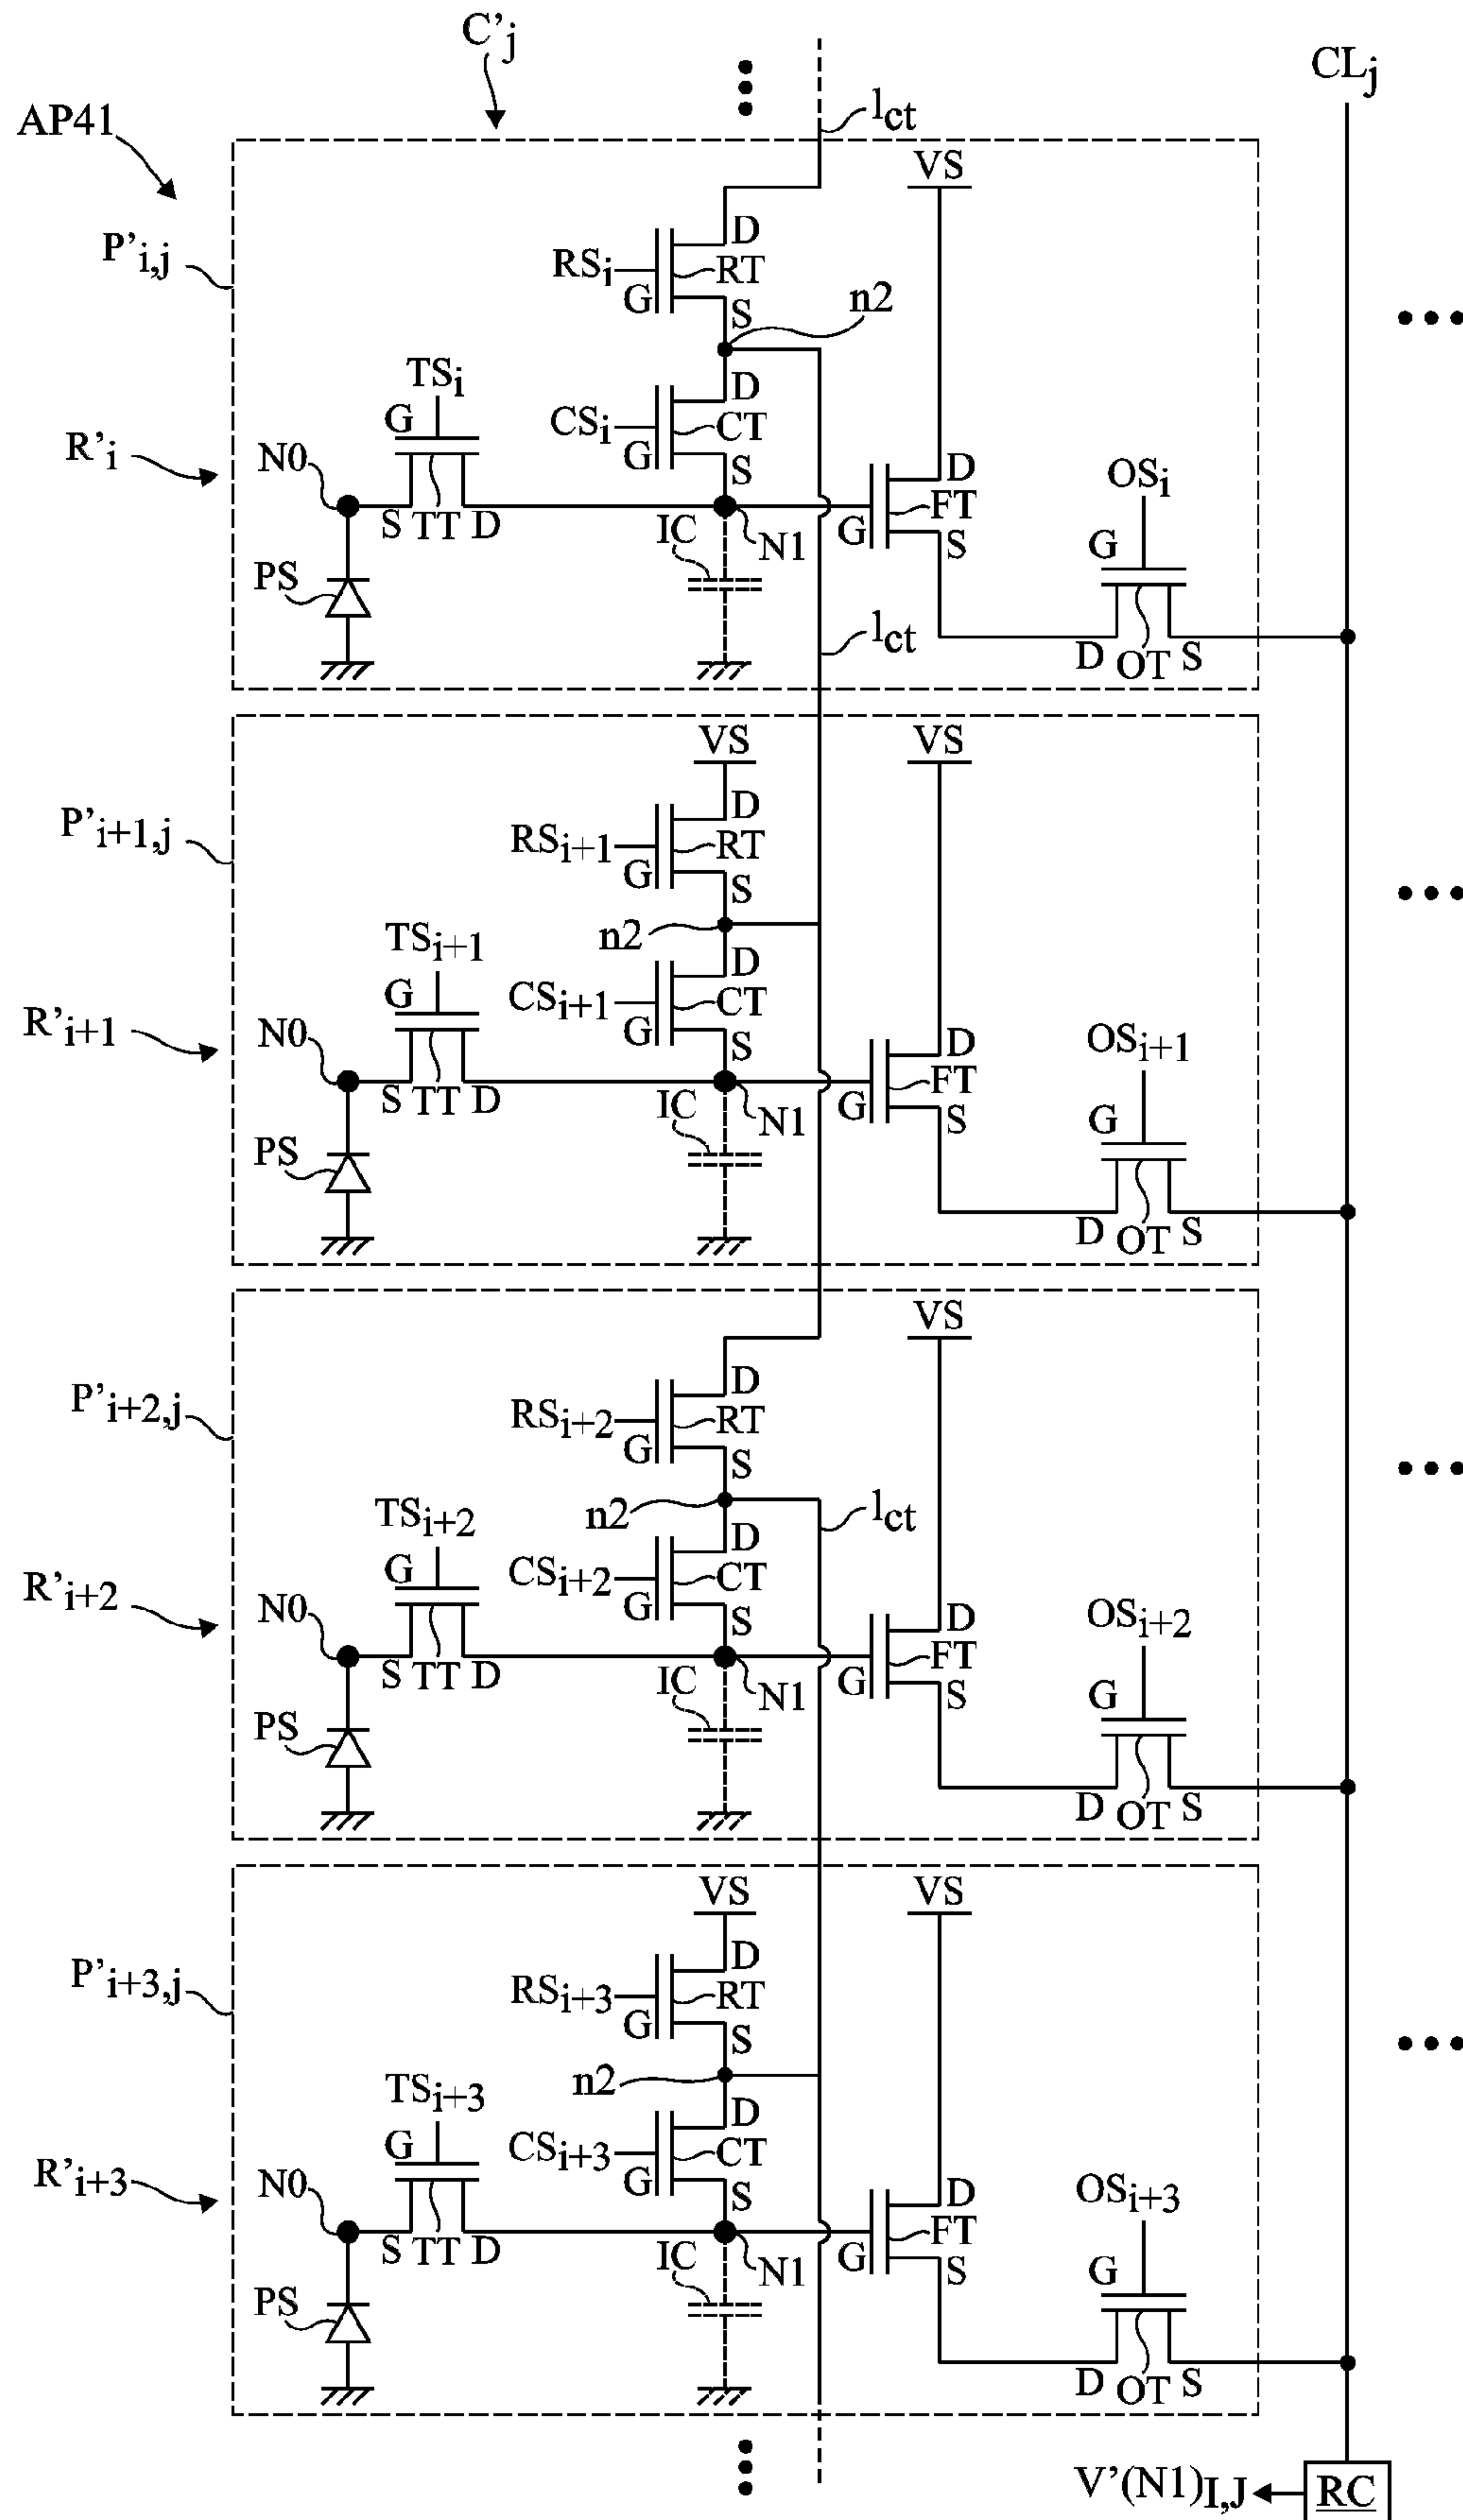 C'j
CLj
AP41
lct
VS
P'i,j
D
RSi
RT
G
S
n2
TSi
D
G
CSi
CT
R'i
G
N0
S
D
OSi
FT
S TT D
IC
N1
G
S
G
PS
lct
D OT S
VS
VS
P'i+1,j
D
RSi+1
RT
G
S
n2
TSi+1
D
G
CSi+1
CT
R'i+1
G
N0
S
D
OSi+1
FT
S TT D
IC
N1
G
S
G
PS
D OT S
VS
P'i+2,j
D
RSi+2
RT
G
S
n2
lct
TSi+2
D
G
CSi+2
CT
R'i+2
G
N0
S
D
OSi+2
FT
S TT D
IC
N1
G
S
G
PS
D OT S
VS
VS
P'i+3,j
D
RSi+3
RT
G
S
n2
TSi+3
D
G
CSi+3
CT
R'i+3
G
N0
S
D
OSi+3
FT
S TT D
IC
N1
G
S
G
PS
D OT S
V'(N1)I,J
RC